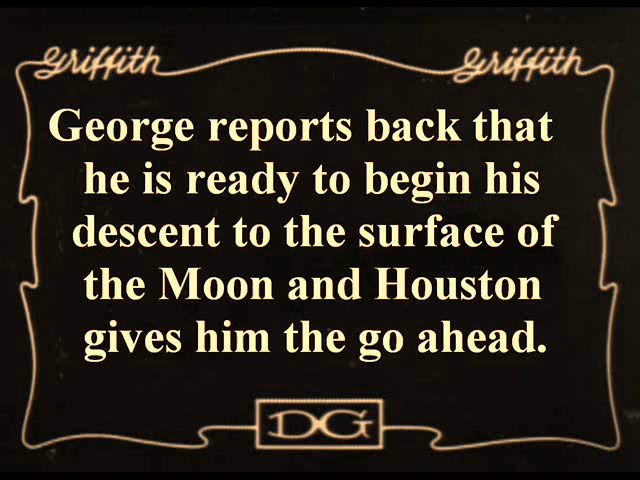 Griffith Griffith
George reports back that
he is ready to begin his
descent to the surface of
the Moon and Houston
gives him the go ahead.
DG